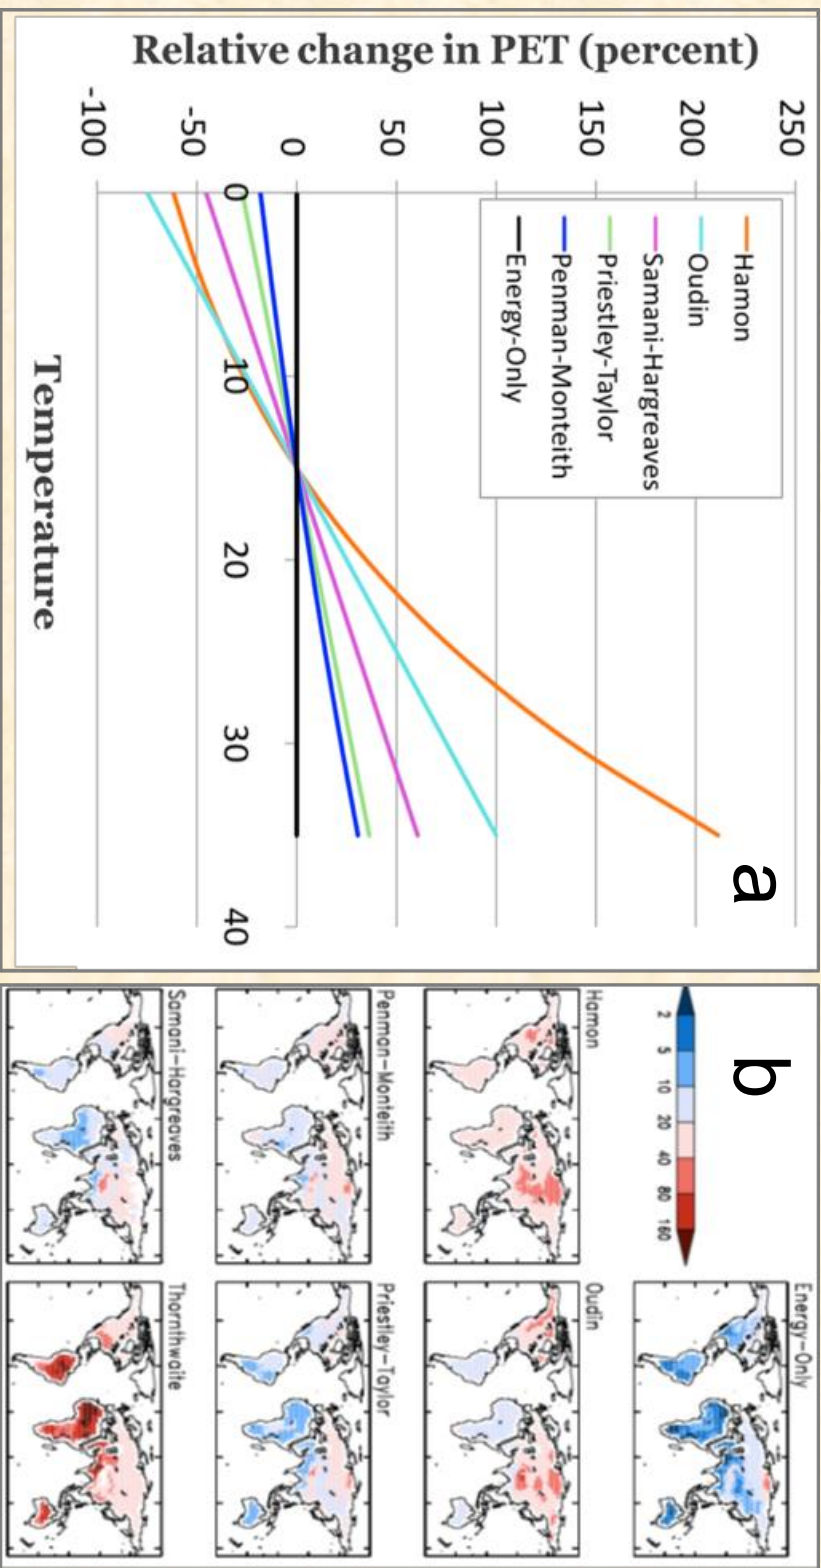 a
Relative change in PET (percent)
250
200
150
100
50
0
-50
-100
Hamon
Oudin
Samani-Hargreaves
Priestley-Taylor
Penman-Monteith
Energy-Only
0
10
20
30
40
Temperature
b
2 5 10 20 40 80 160
Energy-Only
Hamon
Oudin
Penman-Monteith
Priestley-Taylor
Samani-Hargreaves
Thornthwaite